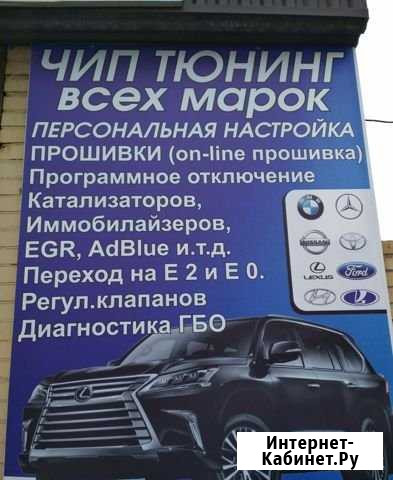 ЧИП ТЮНИНГ
всех марок
ПЕРСОНАЛЬНАЯ НАСТРОЙКА
ПРОШИВКИ (on-line прошивка)
Программное отключение
Катализаторов,
Иммобилайзеров,
EGR, AdBlue и.т.д.
Переход на Е 2 и Е 0.
Регул.клапанов
Диагностика ГБО
NISSAN
LEXUS
Ford
Интернет-
Кабинет.Ру